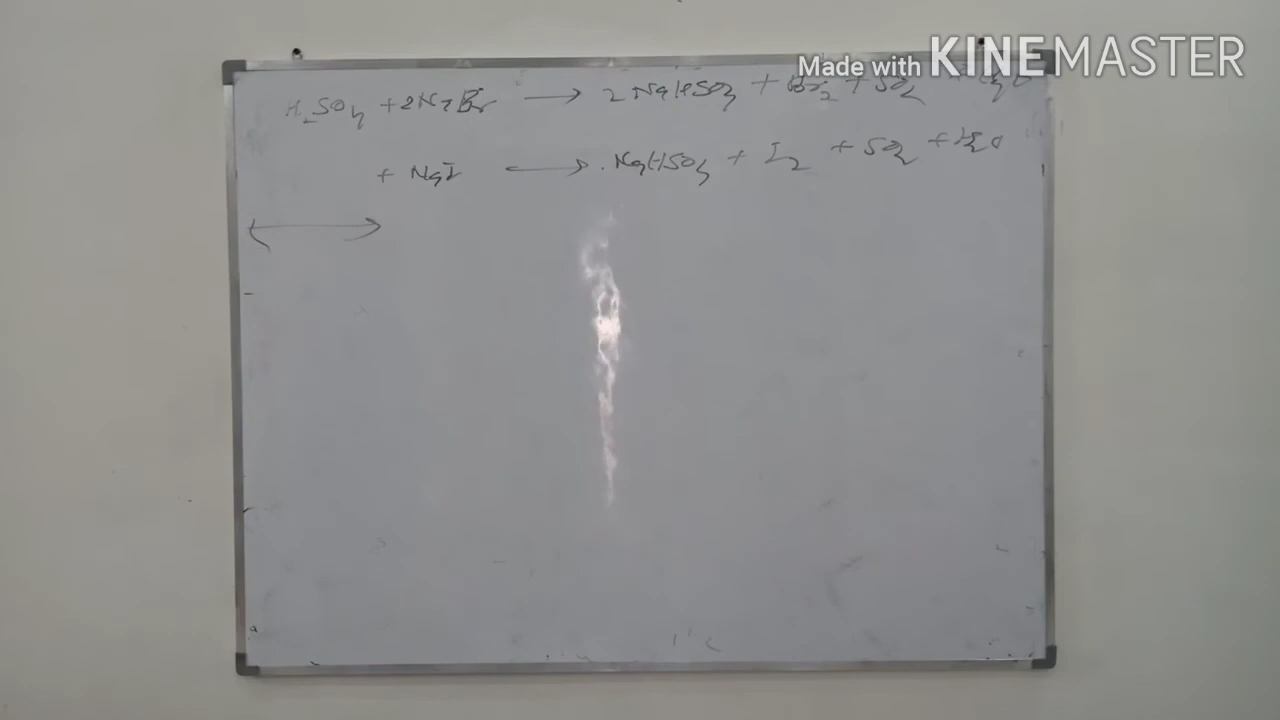 Made with KINEMASTER
H₂SO₄ + 2NaBr → 2NaHSO₄ + Br₂ + SO₂ + H₂O
+ NaI → NaHSO₄ + I₂ + SO₂ + H₂O